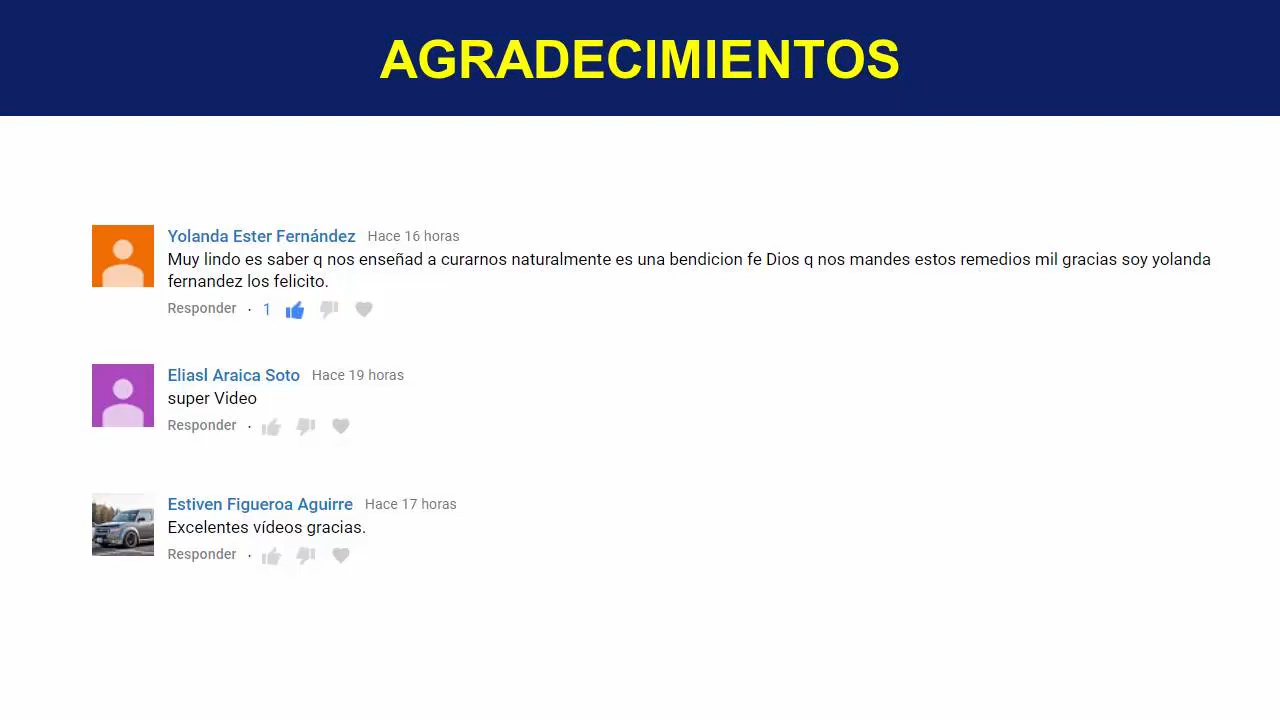 AGRADECIMIENTOS
Yolanda Ester Fernández Hace 16 horas
Muy lindo es saber q nos enseñad a curarnos naturalmente es una bendicion fe Dios q nos mandes estos remedios mil gracias soy yolanda
fernandez los felicito.
Responder · 1
Eliasl Araica Soto Hace 19 horas
super Video
Responder ·
Estiven Figueroa Aguirre Hace 17 horas
Excelentes vídeos gracias.
Responder ·